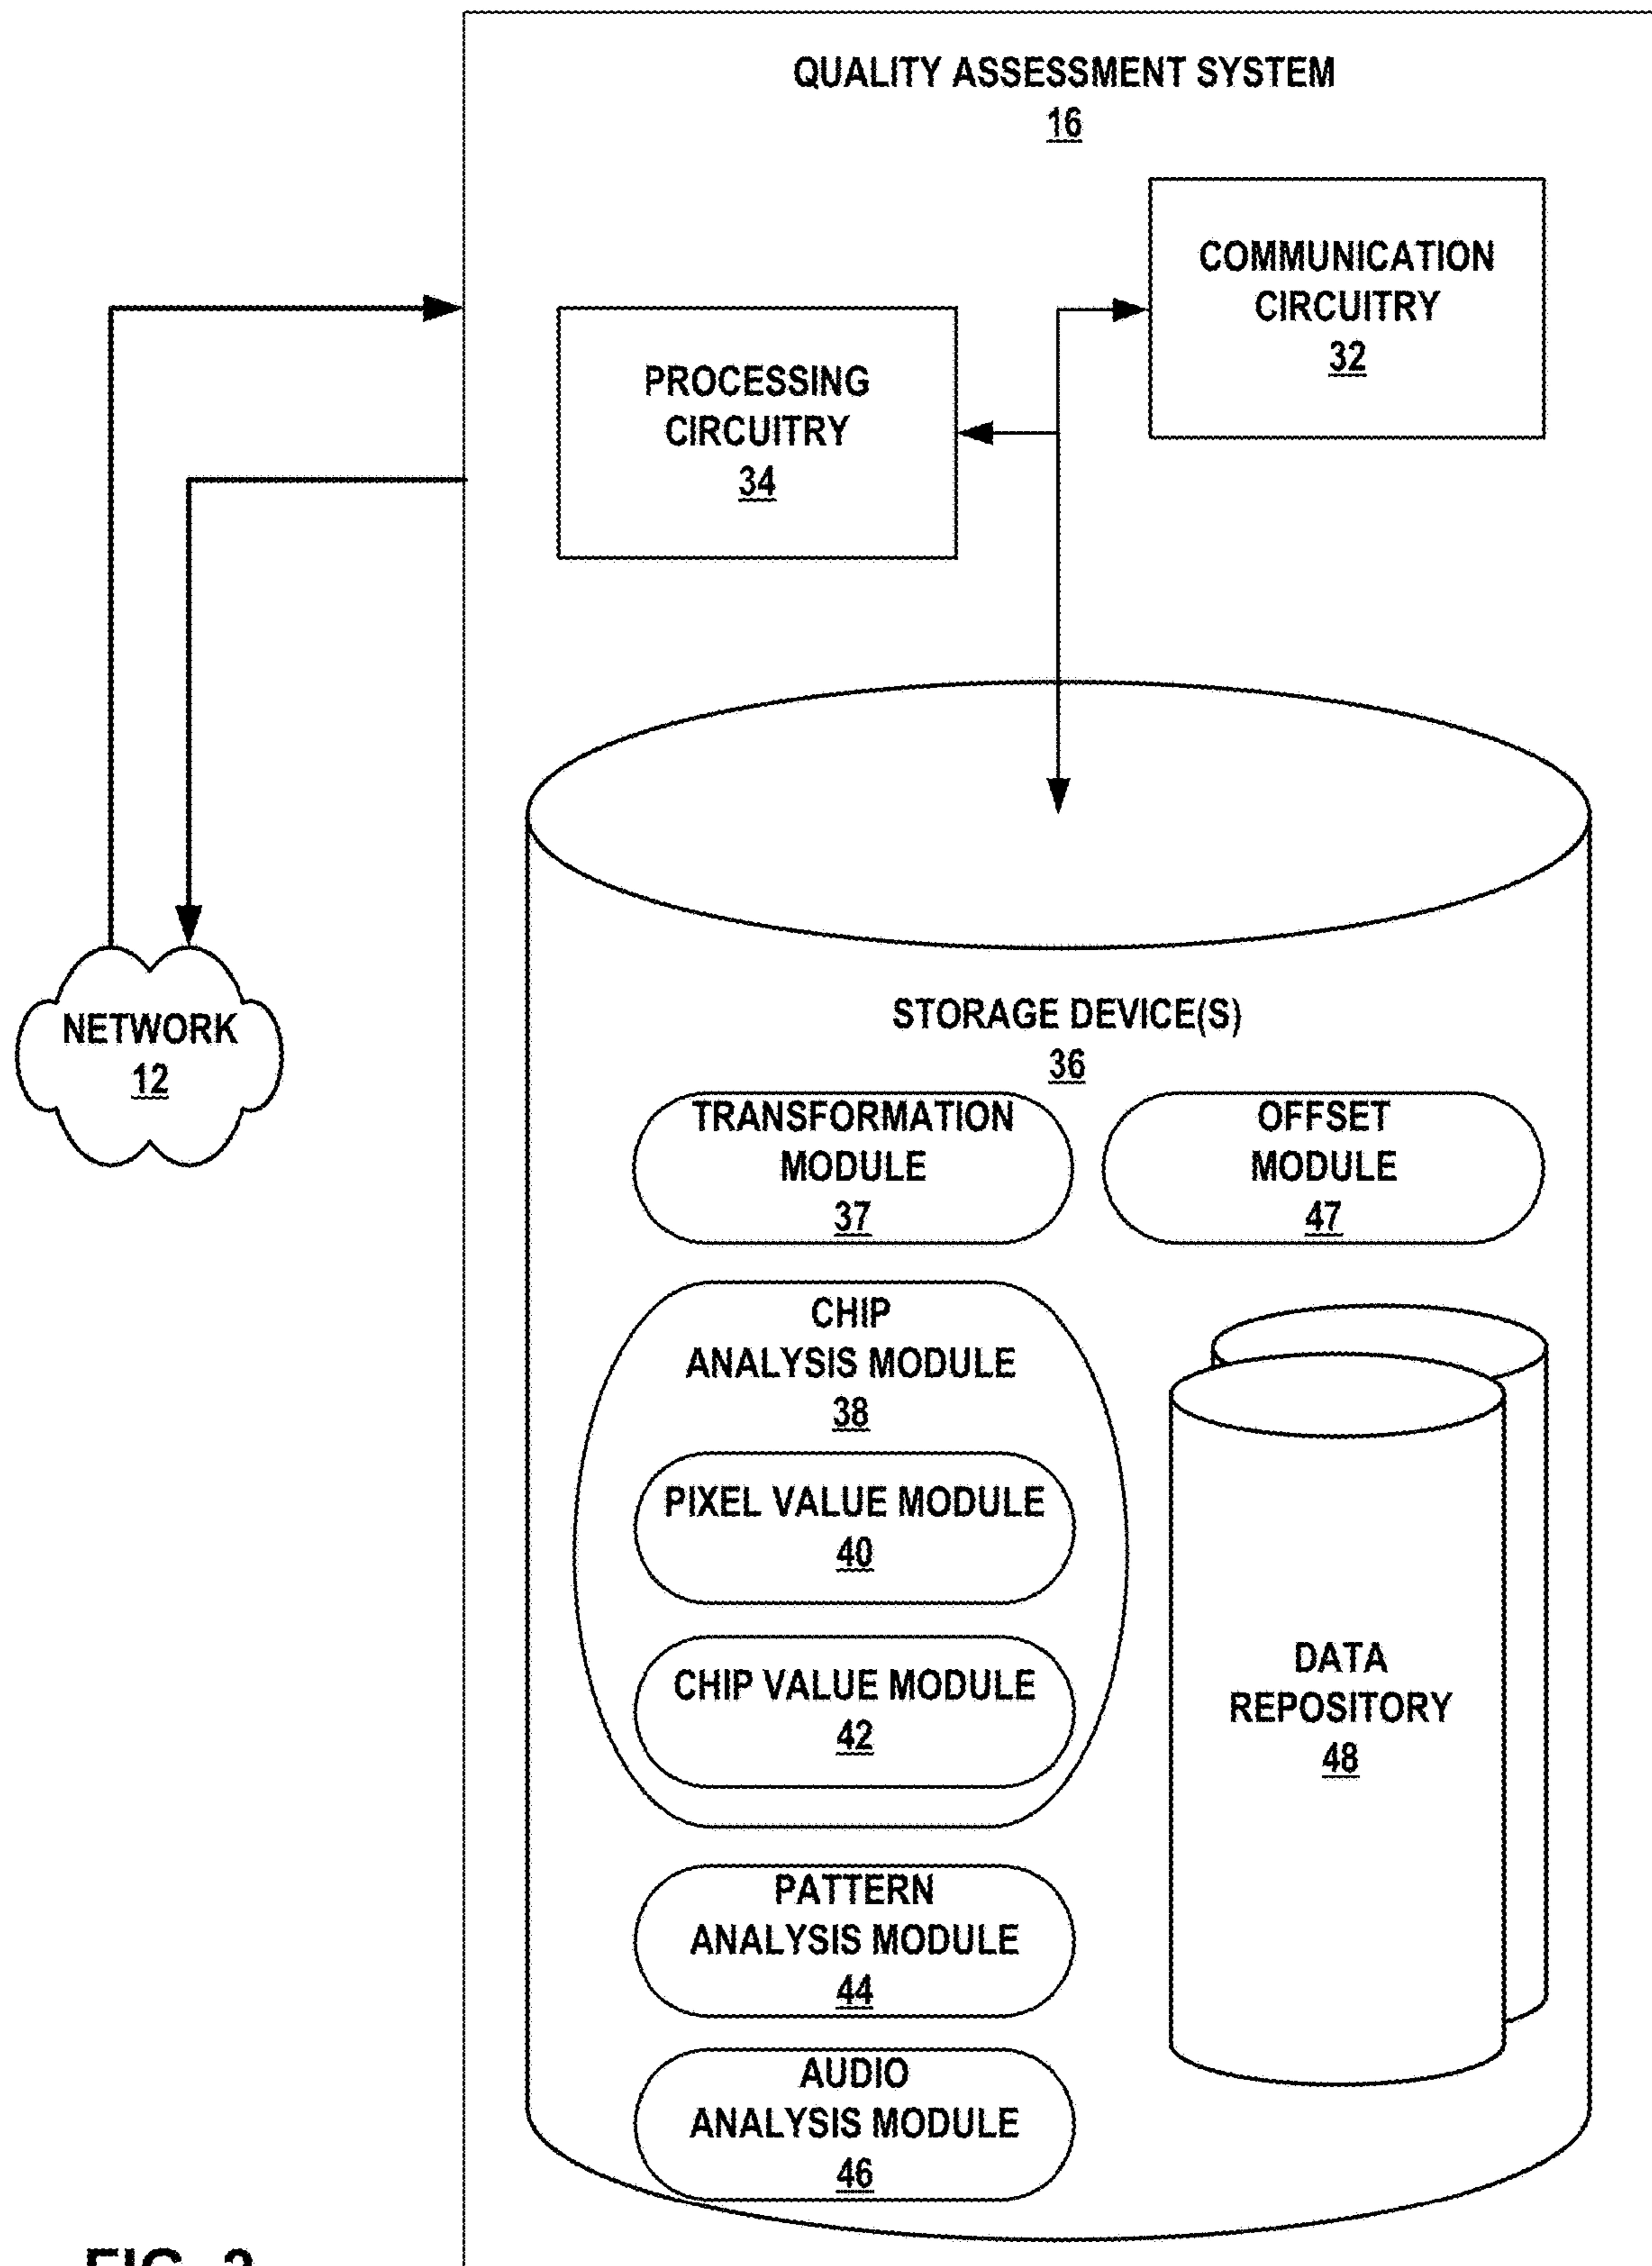 QUALITY ASSESSMENT SYSTEM
16
COMMUNICATION
CIRCUITRY
32
PROCESSING
CIRCUITRY
34
NETWORK
12
STORAGE DEVICE(S)
36
TRANSFORMATION
MODULE
37
OFFSET
MODULE
47
CHIP
ANALYSIS MODULE
38
PIXEL VALUE MODULE
40
CHIP VALUE MODULE
42
DATA
REPOSITORY
48
PATTERN
ANALYSIS MODULE
44
AUDIO
ANALYSIS MODULE
46
FIG.